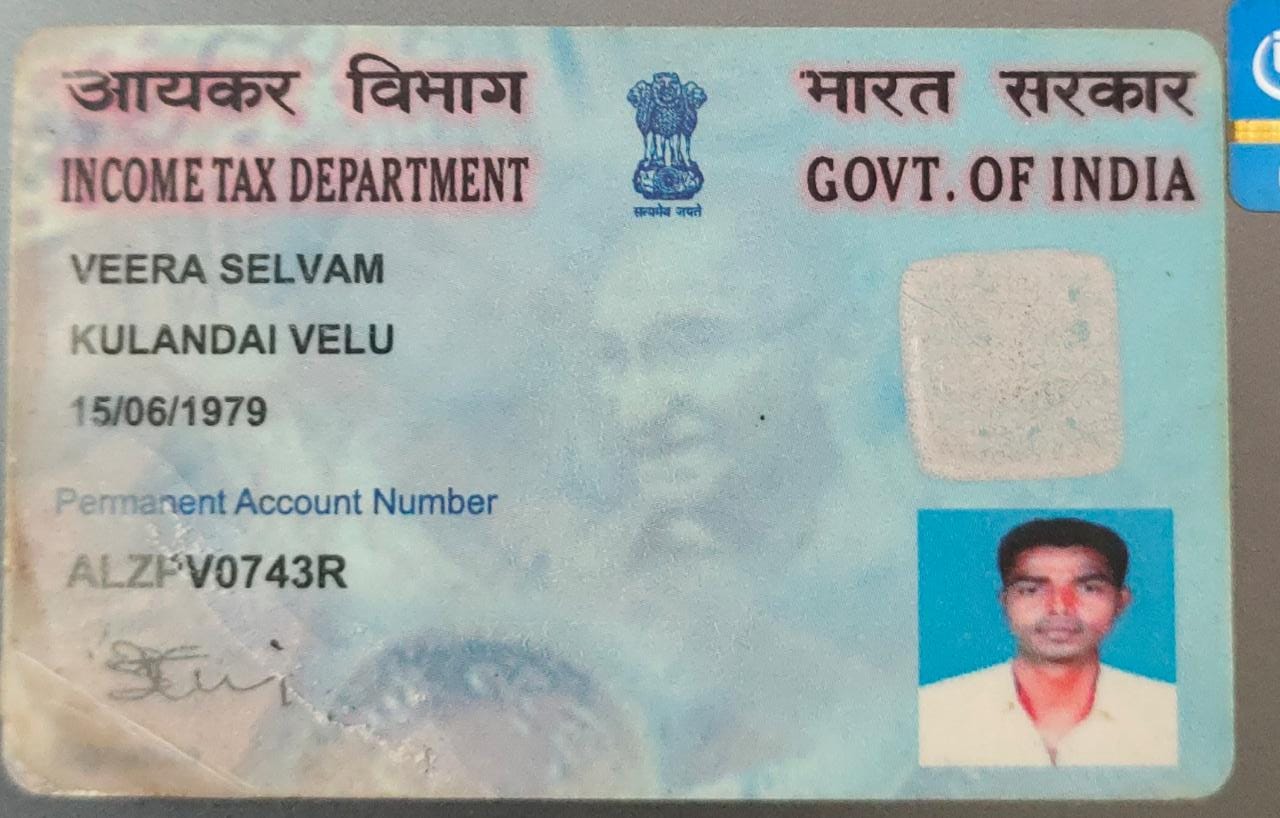 आयकर विभाग
INCOME TAX DEPARTMENT
सत्यमेव जयते
भारत सरकार
GOVT. OF INDIA
VEERA SELVAM
KULANDAI VELU
15/06/1979
Permanent Account Number
ALZPV0743R